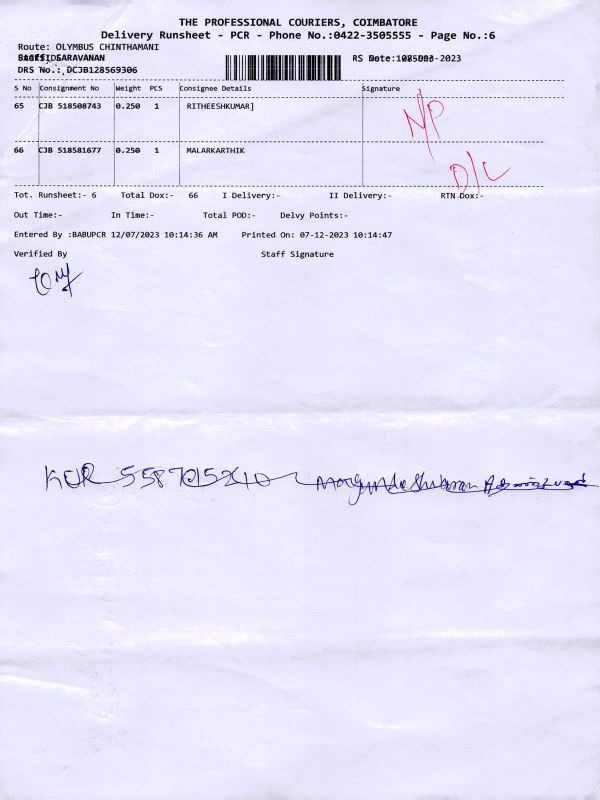 THE PROFESSIONAL COURIERS, COIMBATORE
Delivery Runsheet - PCR - Phone No.:0422-3505555 - Page No.:6
Route: OLYMBUS CHINTHAMANI
SARAVANAN RS -2023
DRS No.: DCJB128569306
S No Consignment No Weight PCS Consignee Details Signature
65 CJB 518508743 0.250 1 RITHEESHKUMAR] N/P
66 CJB 518581677 0.250 1 MALARKARTHIK D/L
Tot. Runsheet:- 6 Total Dox:- 66 I Delivery:- II Delivery:- RTN Dox:-
Out Time:- In Time:- Total POD:- Delvy Points:-
Entered By :BABUPCR 12/07/2023 10:14:36 AM Printed On: 07-12-2023 10:14:47
Verified By Staff Signature
KCR